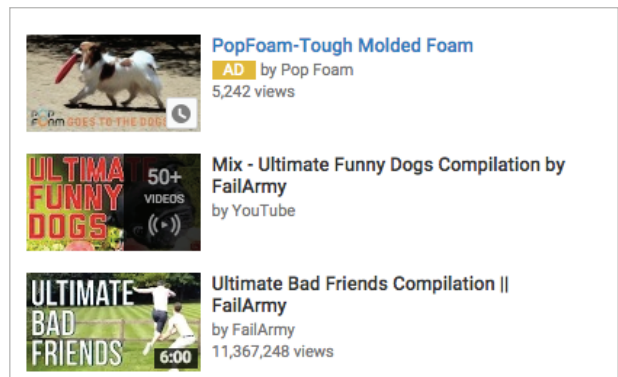 PopFoam-Tough Molded Foam
AD by Pop Foam
5,242 views
POP
FOam GOES TO THE DOGS
Mix - Ultimate Funny Dogs Compilation by
FailArmy
by YouTube
ULTIMATE
FUNNY
DOGS
50+
VIDEOS
Ultimate Bad Friends Compilation ||
FailArmy
by FailArmy
11,367,248 views
ULTIMATE
BAD
FRIENDS
6:00